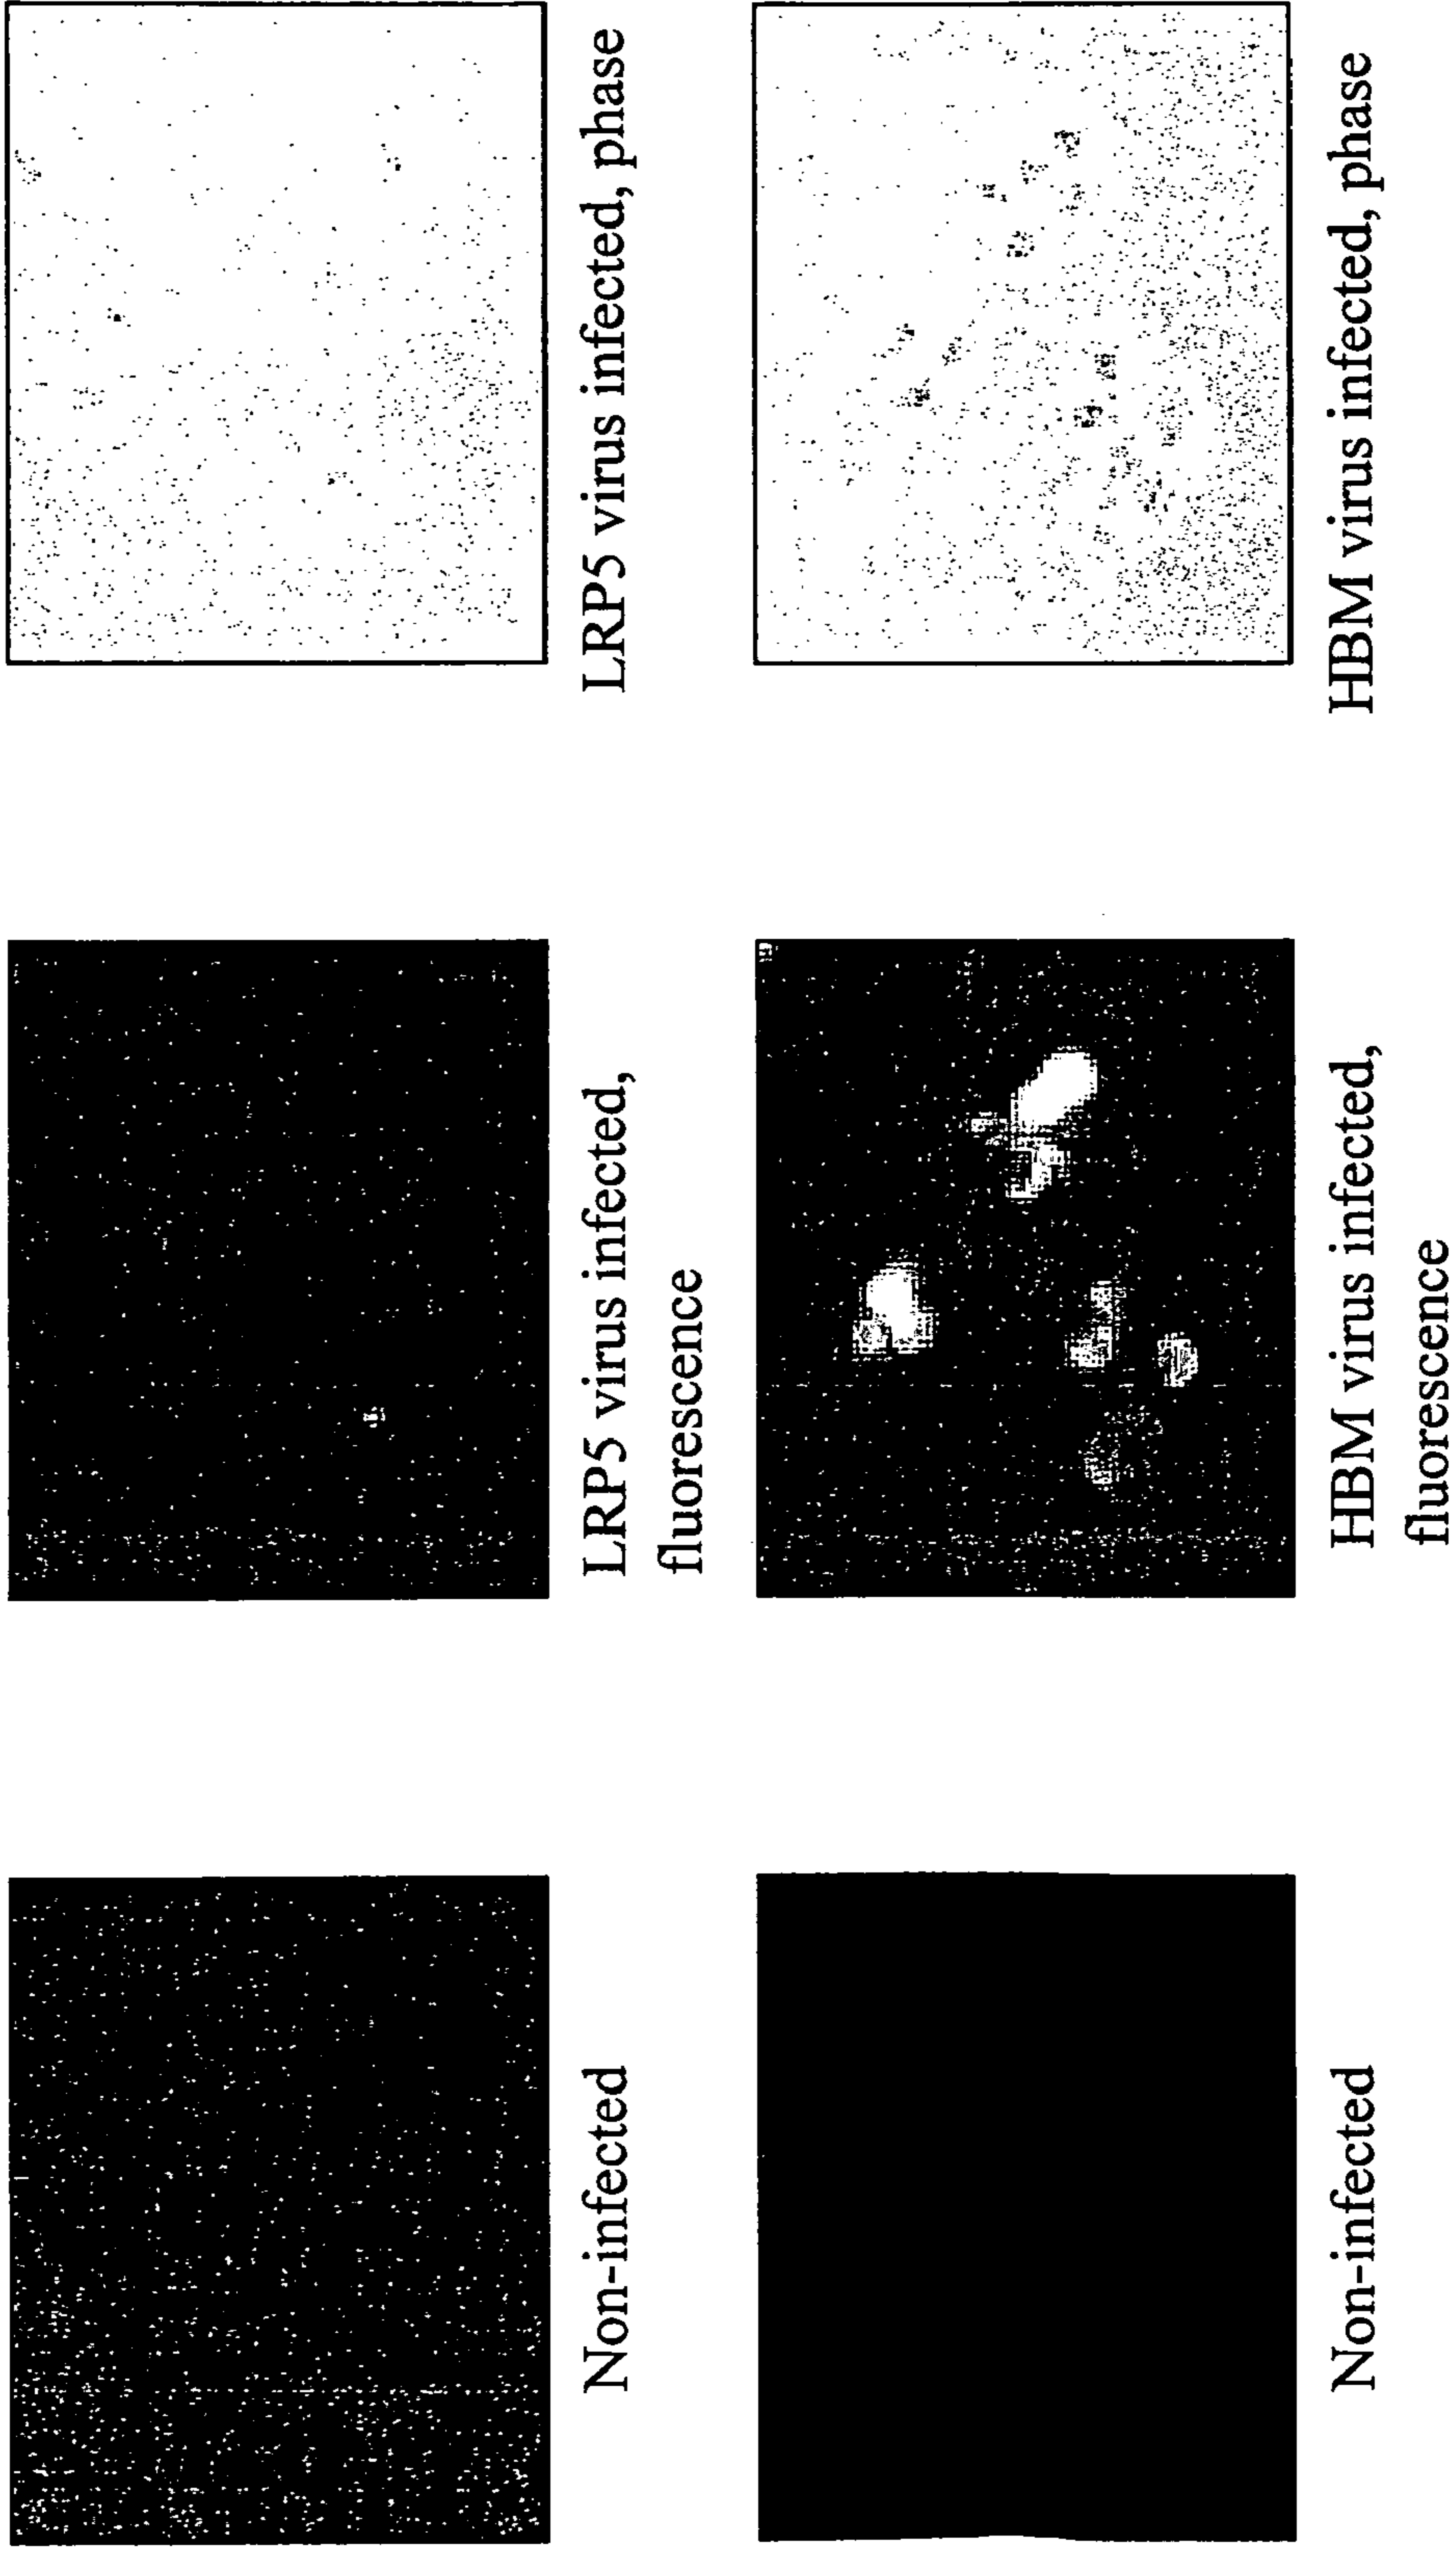 Non-infected
LRP5 virus infected,
fluorescence
LRP5 virus infected, phase
Non-infected
HBM virus infected,
fluorescence
HBM virus infected, phase